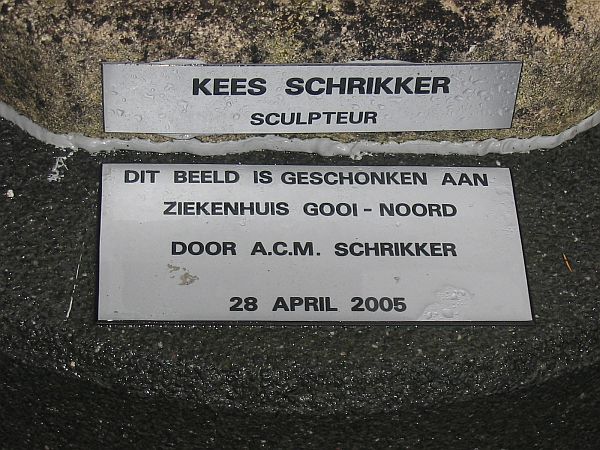 KEES SCHRIKKER
SCULPTEUR
DIT BEELD IS GESCHONKEN AAN
ZIEKENHUIS GOOI - NOORD
DOOR A.C.M. SCHRIKKER
28 APRIL 2005